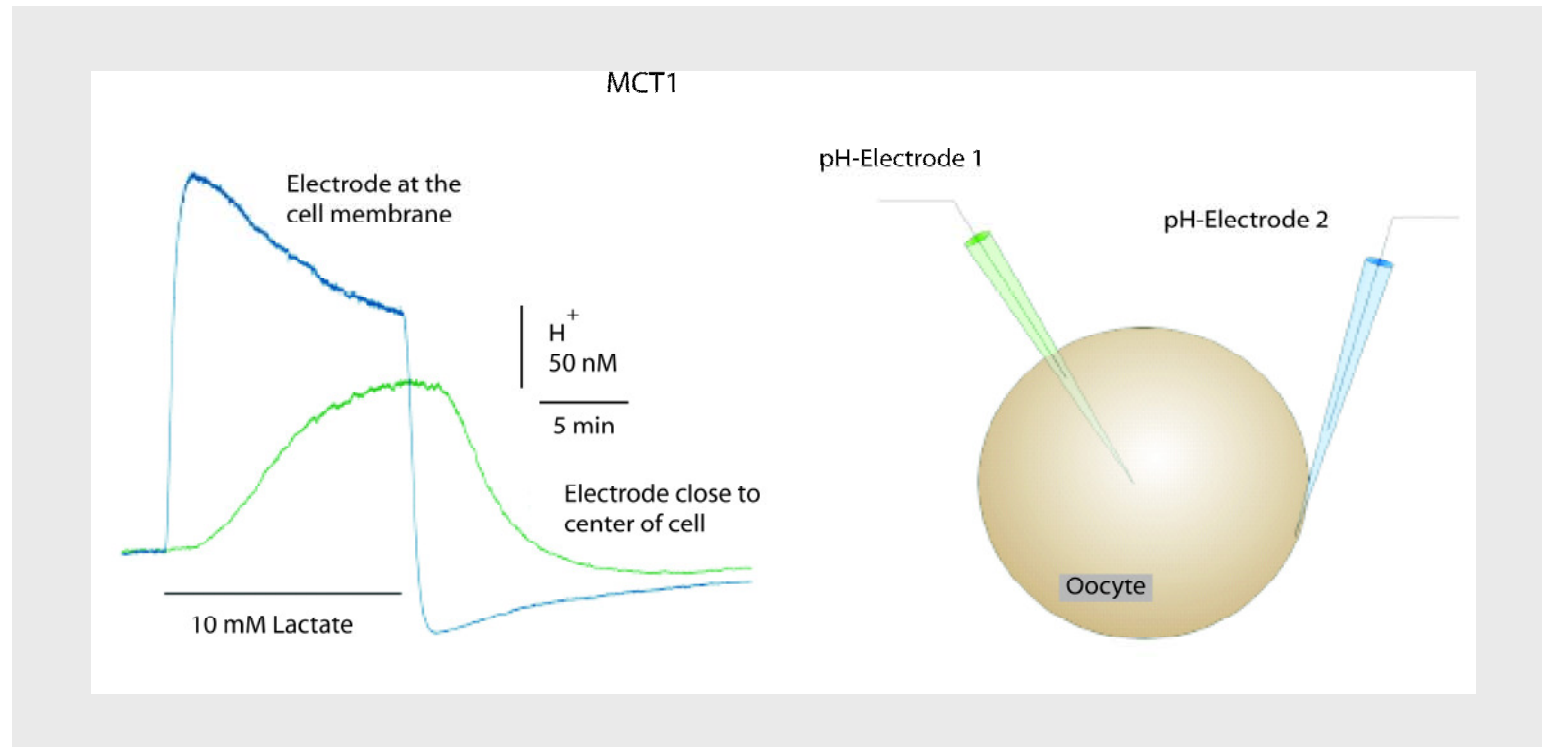 MCT1
Electrode at the
cell membrane
H+
50 nM
5 min
Electrode close to
center of cell
10 mM Lactate
pH-Electrode 1
pH-Electrode 2
Oocyte